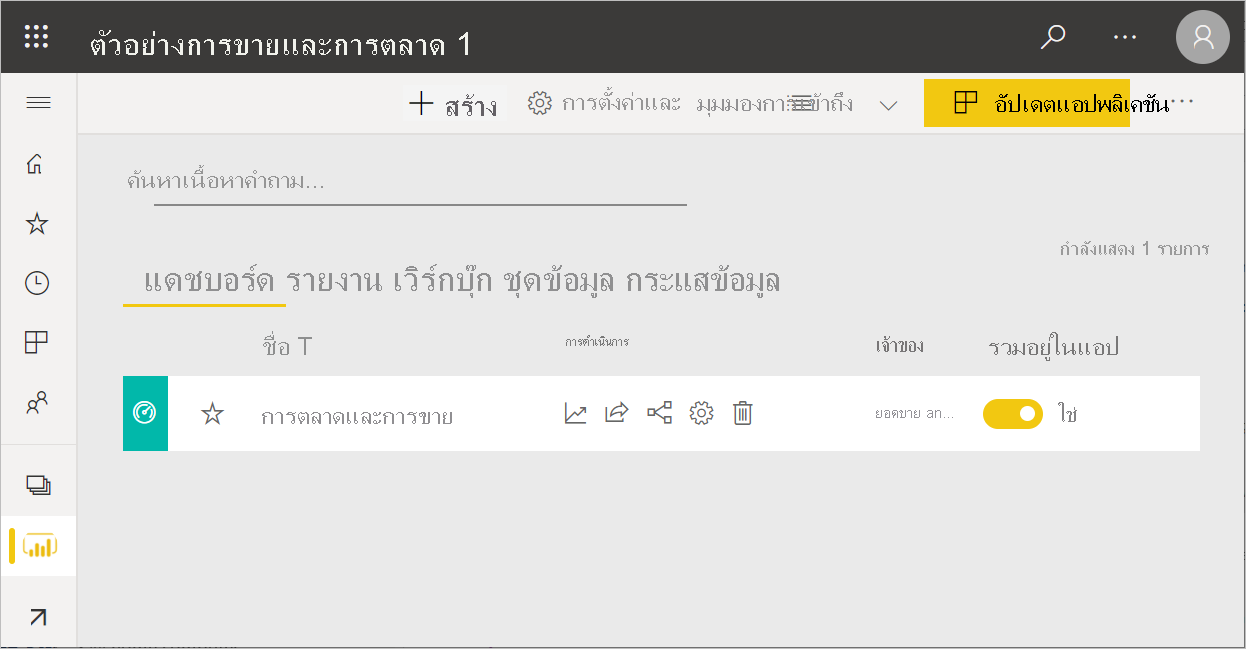 ตัวอย่างการขายและการตลาด 1
สร้าง การตั้งค่าและ มุมมองการเข้าถึง อัปเดตแอปพลิเคชัน
ค้นหาเนื้อหาคำถาม...
กำลังแสดง 1 รายการ
แดชบอร์ด รายงาน เวิร์กบุ๊ก ชุดข้อมูล กระแสข้อมูล
ชื่อ T การดำเนินการ เจ้าของ รวมอยู่ในแอป
การตลาดและการขาย ยอดขาย an... ใช่